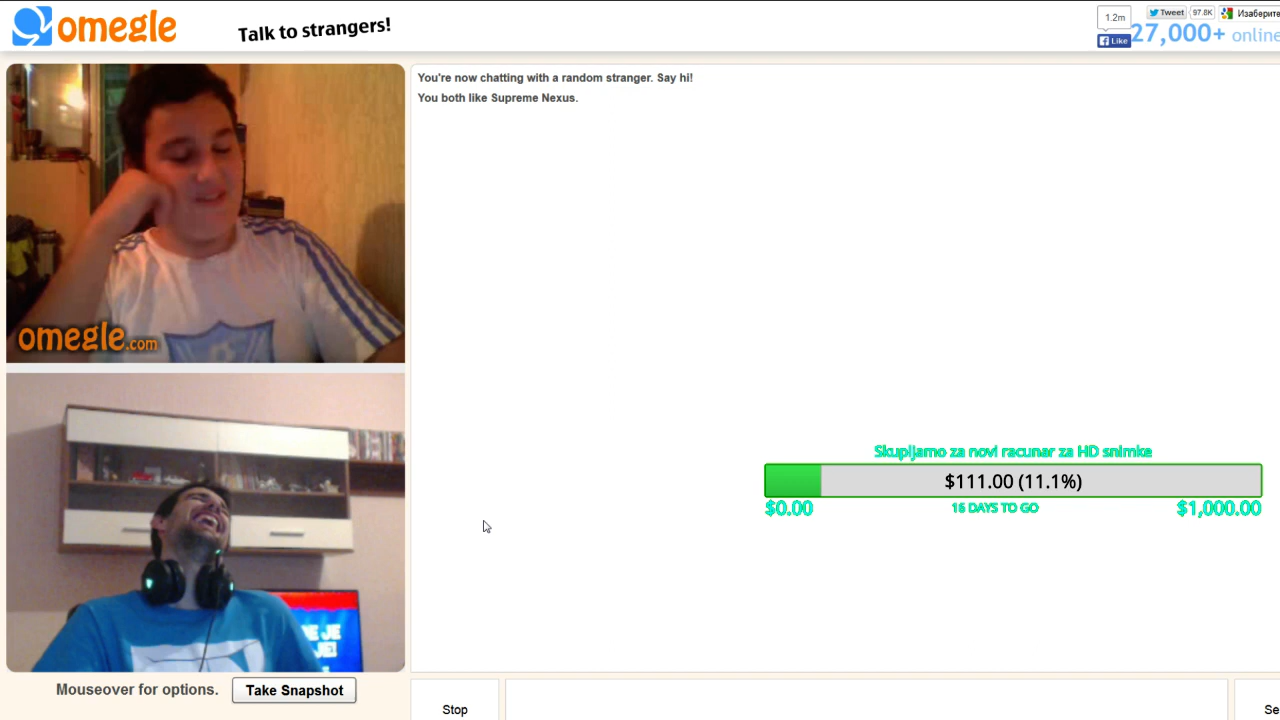 omegle
Talk to strangers!
1.2m
Like
Tweet
97.8K
Изаберите
27,000+ online
You're now chatting with a random stranger. Say hi!
You both like Supreme Nexus.
omegle.com
Skupljamo za novi racunar za HD snimke
$111.00 (11.1%)
$0.00
16 DAYS TO GO
$1,000.00
JE
Mouseover for options.
Take Snapshot
Stop
Se